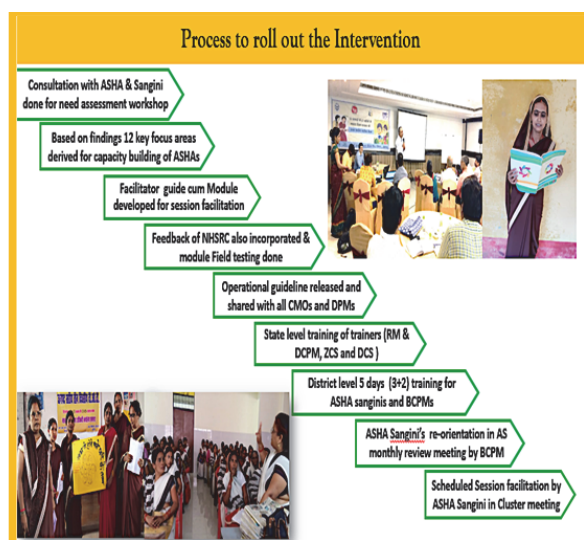 Process to roll out the Intervention
Consultation with ASHA & Sangini
done for need assessment workshop
Based on findings 12 key focus areas
derived for capacity building of ASHAs
Facilitator guide cum Module
developed for session facilitation
Feedback of NHSRC also incorporated &
module Field testing done
Operational guideline released and
shared with all CMOs and DPMs
State level training of trainers (RM &
DCPM, ZCS and DCS )
District level 5 days (3+2) training for
ASHA sanginis and BCPMs
ASHA Sangini's re-orientation in AS
monthly review meeting by BCPM
Scheduled Session facilitation by
ASHA Sangini in Cluster meeting